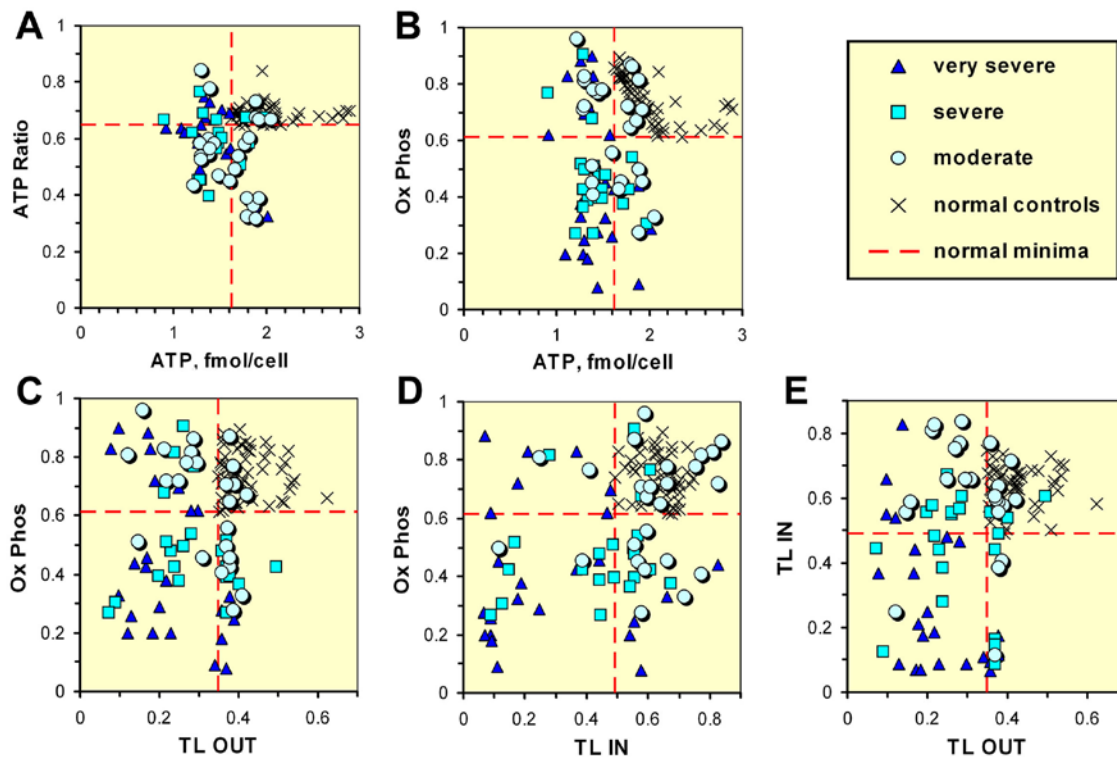 A
B
1
0.8
0.6
0.4
0.2
0
ATP Ratio
0 1 2 3
ATP, fmol/cell
1
0.8
0.6
0.4
0.2
0
Ox Phos
0 1 2 3
ATP, fmol/cell
very severe
severe
moderate
normal controls
normal minima
C
D
E
1
0.8
0.6
0.4
0.2
0
Ox Phos
0 0.2 0.4 0.6
TL OUT
1
0.8
0.6
0.4
0.2
0
Ox Phos
0 0.2 0.4 0.6 0.8
TL IN
0.8
0.6
0.4
0.2
0.0
TL IN
0 0.2 0.4 0.6
TL OUT